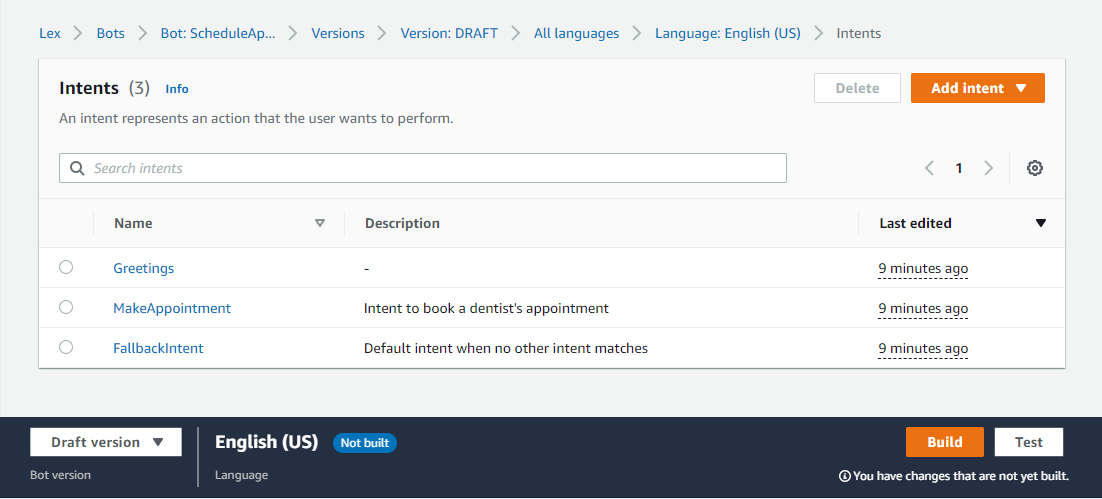 Lex Bots Bot: ScheduleAp... Versions Version: DRAFT All languages Language: English (US) Intents
Intents (3) Info
Delete
Add intent
An intent represents an action that the user wants to perform.
Search intents
1
Name Description Last edited
Greetings - 9 minutes ago
MakeAppointment Intent to book a dentist's appointment 9 minutes ago
FallbackIntent Default intent when no other intent matches 9 minutes ago
Draft version English (US) Not built Build Test
Bot version Language You have changes that are not yet built.